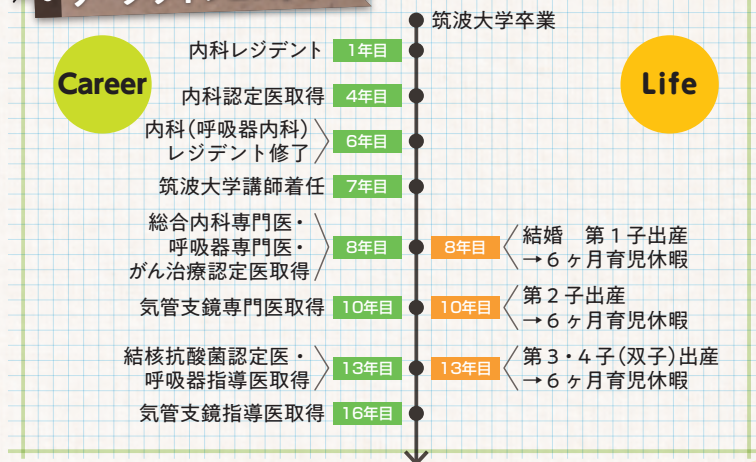 筑波大学卒業
Career
Life
内科レジデント 1年目
内科認定医取得 4年目
内科(呼吸器内科)
レジデント修了 6年目
筑波大学講師着任 7年目
総合内科専門医・
呼吸器専門医・
がん治療認定医取得 8年目
8年目 結婚 第1子出産
→6ヶ月育児休暇
気管支鏡専門医取得 10年目
10年目 第2子出産
→6ヶ月育児休暇
結核抗酸菌認定医・
呼吸器指導医取得 13年目
13年目 第3・4子(双子)出産
→6ヶ月育児休暇
気管支鏡指導医取得 16年目